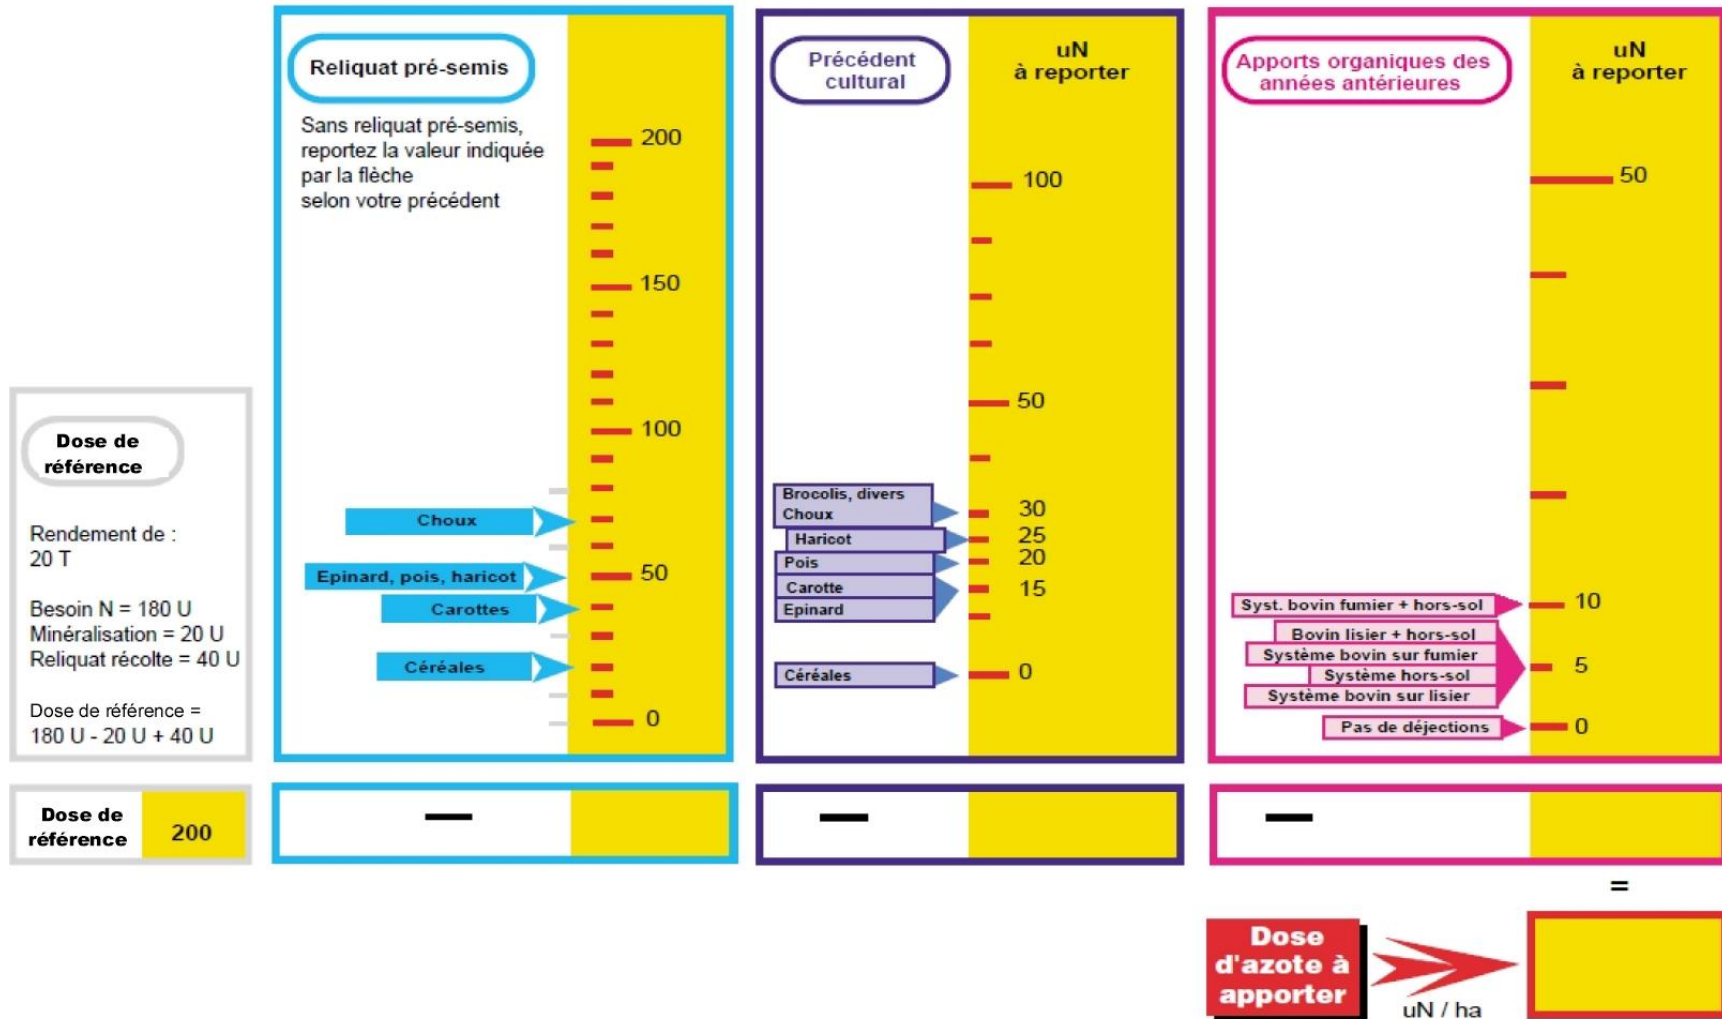 Dose de
référence
Rendement de :
20 T
Besoin N = 180 U
Minéralisation = 20 U
Reliquat récolte = 40 U
Dose de référence =
180 U - 20 U + 40 U
Dose de
référence
200
Reliquat pré-semis
Sans reliquat pré-semis,
reportez la valeur indiquée
par la flèche
selon votre précédent
200
150
100
50
0
Choux
Epinard, pois, haricot
Carottes
Céréales
—
Précédent
cultural
uN
à reporter
100
50
30
25
20
15
0
Brocolis, divers
Choux
Haricot
Pois
Carotte
Epinard
Céréales
—
Apports organiques des
années antérieures
uN
à reporter
50
10
5
0
Syst. bovin fumier + hors-sol
Bovin lisier + hors-sol
Système bovin sur fumier
Système hors-sol
Système bovin sur lisier
Pas de déjections
—
=
Dose
d'azote à
apporter
uN / ha